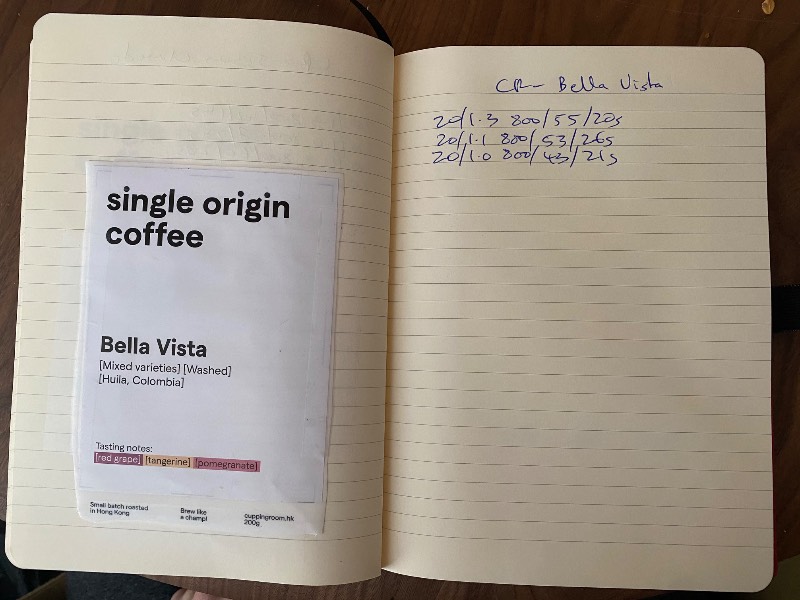 single origin
coffee
Bella Vista
[Mixed varieties] [Washed]
[Huila, Colombia]
Tasting notes:
[red grape] [tangerine] [pomegranate]
Small batch roasted
in Hong Kong
Brew like
a champ!
cuppingroom.hk
200g
CR- Bella Vista
20/1.3 800/55/20s
20/1.1 800/53/26s
20/1.0 800/43/21s